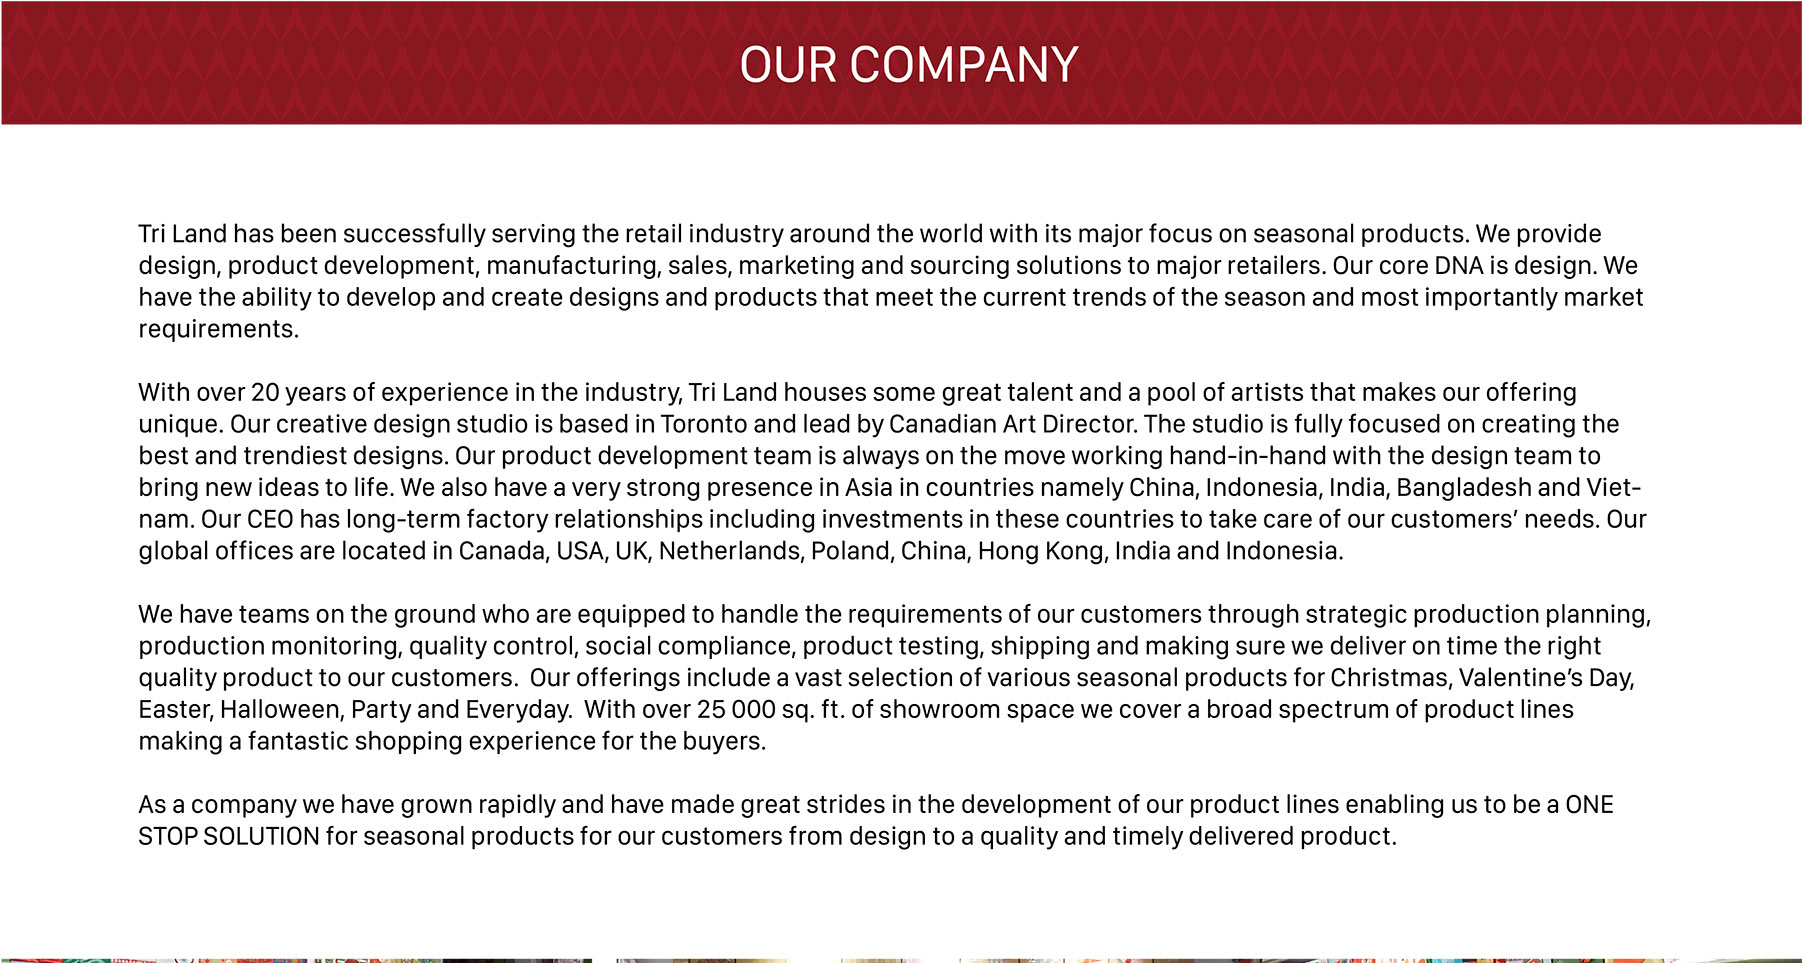 OUR COMPANY
Tri Land has been successfully serving the retail industry around the world with its major focus on seasonal products. We provide
design, product development, manufacturing, sales, marketing and sourcing solutions to major retailers. Our core DNA is design. We
have the ability to develop and create designs and products that meet the current trends of the season and most importantly market
requirements.
With over 20 years of experience in the industry, Tri Land houses some great talent and a pool of artists that makes our offering
unique. Our creative design studio is based in Toronto and lead by Canadian Art Director. The studio is fully focused on creating the
best and trendiest designs. Our product development team is always on the move working hand-in-hand with the design team to
bring new ideas to life. We also have a very strong presence in Asia in countries namely China, Indonesia, India, Bangladesh and Viet-
nam. Our CEO has long-term factory relationships including investments in these countries to take care of our customers’ needs. Our
global offices are located in Canada, USA, UK, Netherlands, Poland, China, Hong Kong, India and Indonesia.
We have teams on the ground who are equipped to handle the requirements of our customers through strategic production planning,
production monitoring, quality control, social compliance, product testing, shipping and making sure we deliver on time the right
quality product to our customers.  Our offerings include a vast selection of various seasonal products for Christmas, Valentine’s Day,
Easter, Halloween, Party and Everyday.  With over 25 000 sq. ft. of showroom space we cover a broad spectrum of product lines
making a fantastic shopping experience for the buyers.
As a company we have grown rapidly and have made great strides in the development of our product lines enabling us to be a ONE
STOP SOLUTION for seasonal products for our customers from design to a quality and timely delivered product.